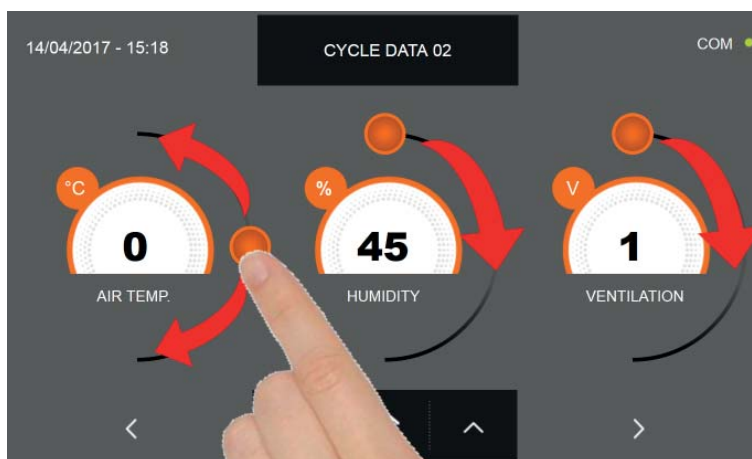 14/04/2017 - 15:18
CYCLE DATA 02
COM
°C
%
V
0
45
1
AIR TEMP.
HUMIDITY
VENTILATION